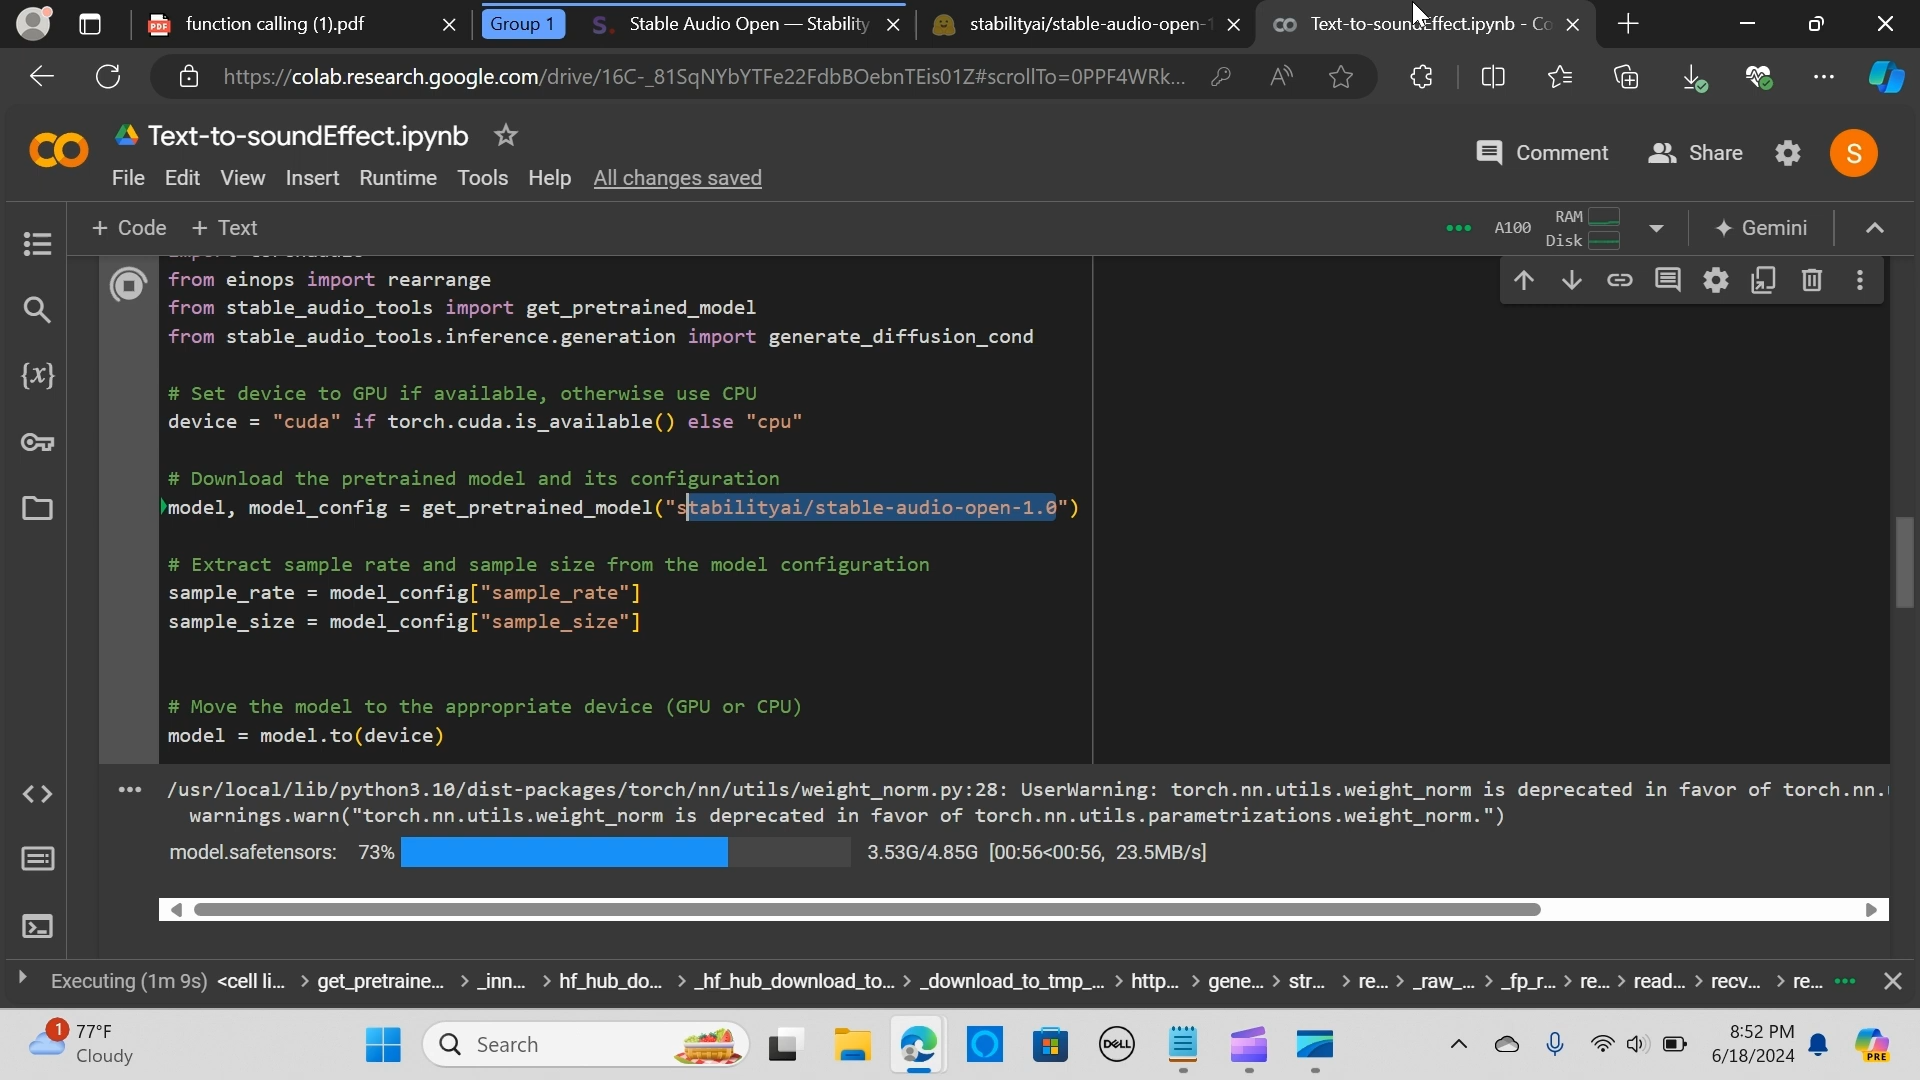 function calling (1).pdf
Group 1
Stable Audio Open — Stability
stabilityai/stable-audio-open-1
Text-to-soundEffect.ipynb - Co
https://colab.research.google.com/drive/16C-_81SqNYbYTFe22FdbBOebnTEis01Z#scrollTo=0PPF4WRk...
Text-to-soundEffect.ipynb
Comment
Share
S
File Edit View Insert Runtime Tools Help All changes saved
+ Code + Text
A100
RAM
Disk
Gemini
from einops import rearrange
from stable_audio_tools import get_pretrained_model
from stable_audio_tools.inference.generation import generate_diffusion_cond
# Set device to GPU if available, otherwise use CPU
device = "cuda" if torch.cuda.is_available() else "cpu"
# Download the pretrained model and its configuration
model, model_config = get_pretrained_model("stabilityai/stable-audio-open-1.0")
# Extract sample rate and sample size from the model configuration
sample_rate = model_config["sample_rate"]
sample_size = model_config["sample_size"]
# Move the model to the appropriate device (GPU or CPU)
model = model.to(device)
/usr/local/lib/python3.10/dist-packages/torch/nn/utils/weight_norm.py:28: UserWarning: torch.nn.utils.weight_norm is deprecated in favor of torch.nn.
warnings.warn("torch.nn.utils.weight_norm is deprecated in favor of torch.nn.utils.parametrizations.weight_norm.")
model.safetensors: 73% 3.53G/4.85G [00:56<00:56, 23.5MB/s]
Executing (1m 9s) <cell li... > get_pretraine... > _inn... > hf_hub_do... > _hf_hub_download_to... > _download_to_tmp_... > http... > gene... > str... > re... > _raw_... > _fp_r... > re... > read... > recv... > re...
1
77°F
Cloudy
Search
DELL
PRE
8:52 PM
6/18/2024